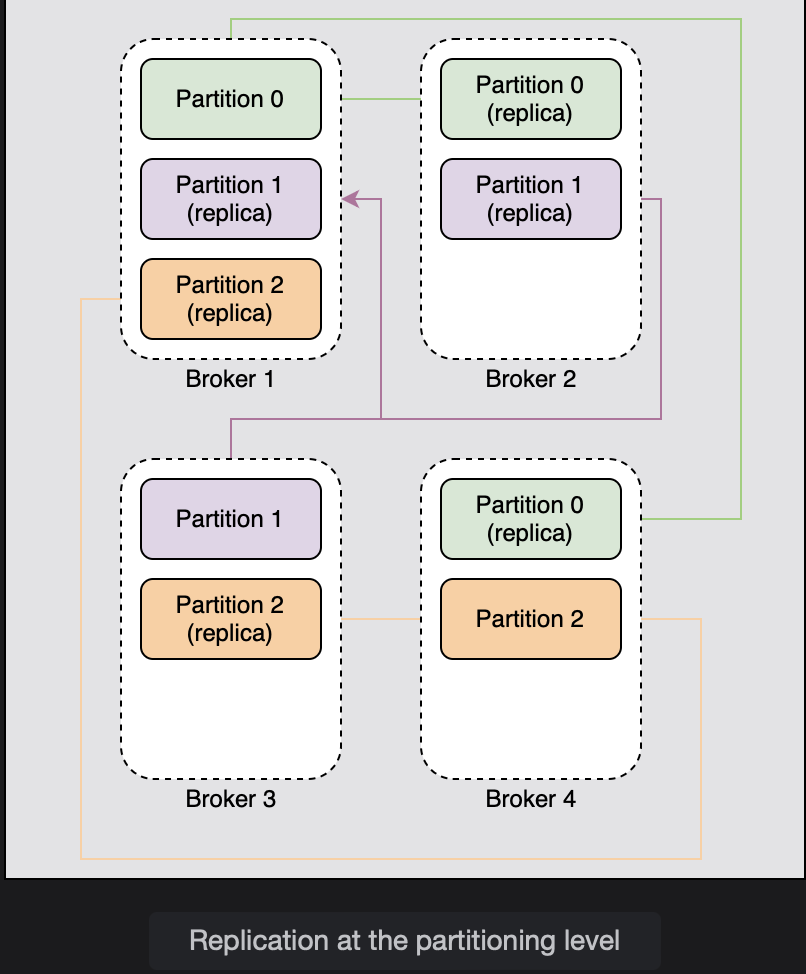 Partition 0
Partition 1
(replica)
Partition 2
(replica)
Broker 1
Partition 0
(replica)
Partition 1
(replica)
Broker 2
Partition 1
Partition 2
(replica)
Broker 3
Partition 0
(replica)
Partition 2
Broker 4
Replication at the partitioning level